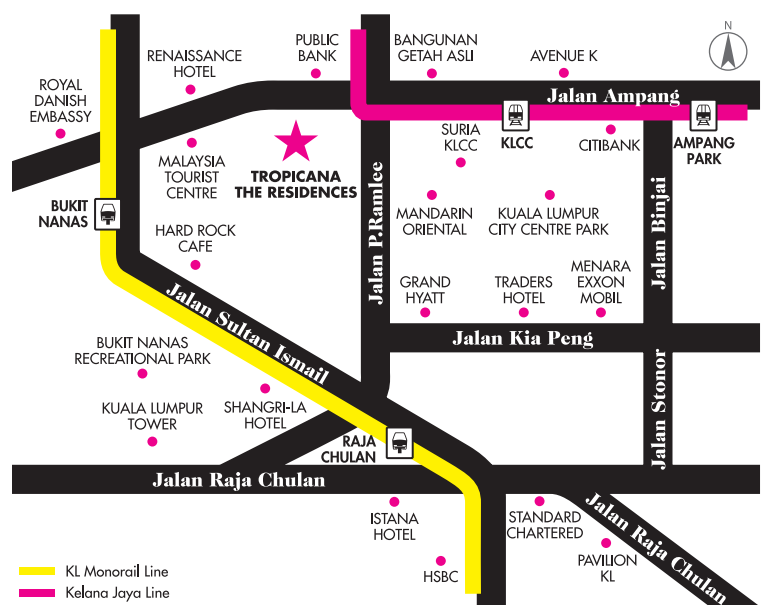 N
PUBLIC
BANK
BANGUNAN
GETAH ASLI
AVENUE K
RENAISSANCE
HOTEL
ROYAL
DANISH
EMBASSY
Jalan Ampang
SURIA
KLCC
KLCC
CITIBANK
AMPANG
PARK
MALAYSIA
TOURIST
CENTRE
TROPICANA
THE RESIDENCES
BUKIT
NANAS
HARD ROCK
CAFE
MANDARIN
ORIENTAL
KUALA LUMPUR
CITY CENTRE PARK
Jalan P.Ramlee
Jalan Binjai
GRAND
HYATT
TRADERS
HOTEL
MENARA
EXXON
MOBIL
Jalan Sultan Ismail
Jalan Kia Peng
BUKIT NANAS
RECREATIONAL PARK
KUALA LUMPUR
TOWER
SHANGRI-LA
HOTEL
RAJA
CHULAN
Jalan Stonor
Jalan Raja Chulan
ISTANA
HOTEL
STANDARD
CHARTERED
Jalan Raja Chulan
PAVILION
KL
HSBC
KL Monorail Line
Kelana Jaya Line